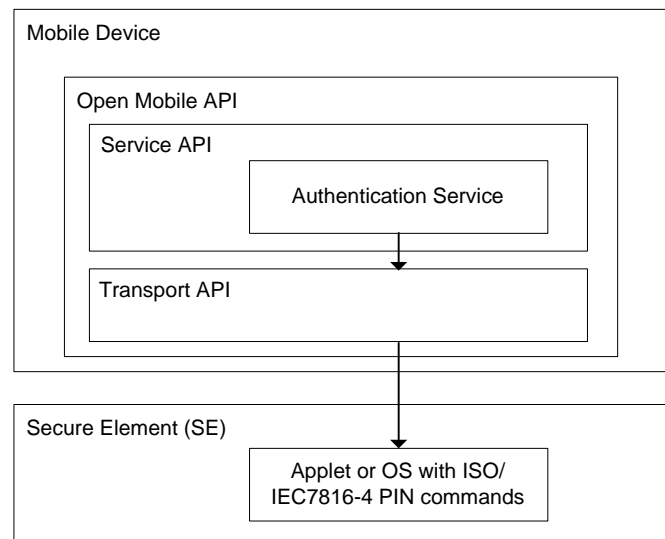 Mobile Device
Open Mobile API
Service API
Authentication Service
Transport API
Secure Element (SE)
Applet or OS with ISO/
IEC7816-4 PIN commands